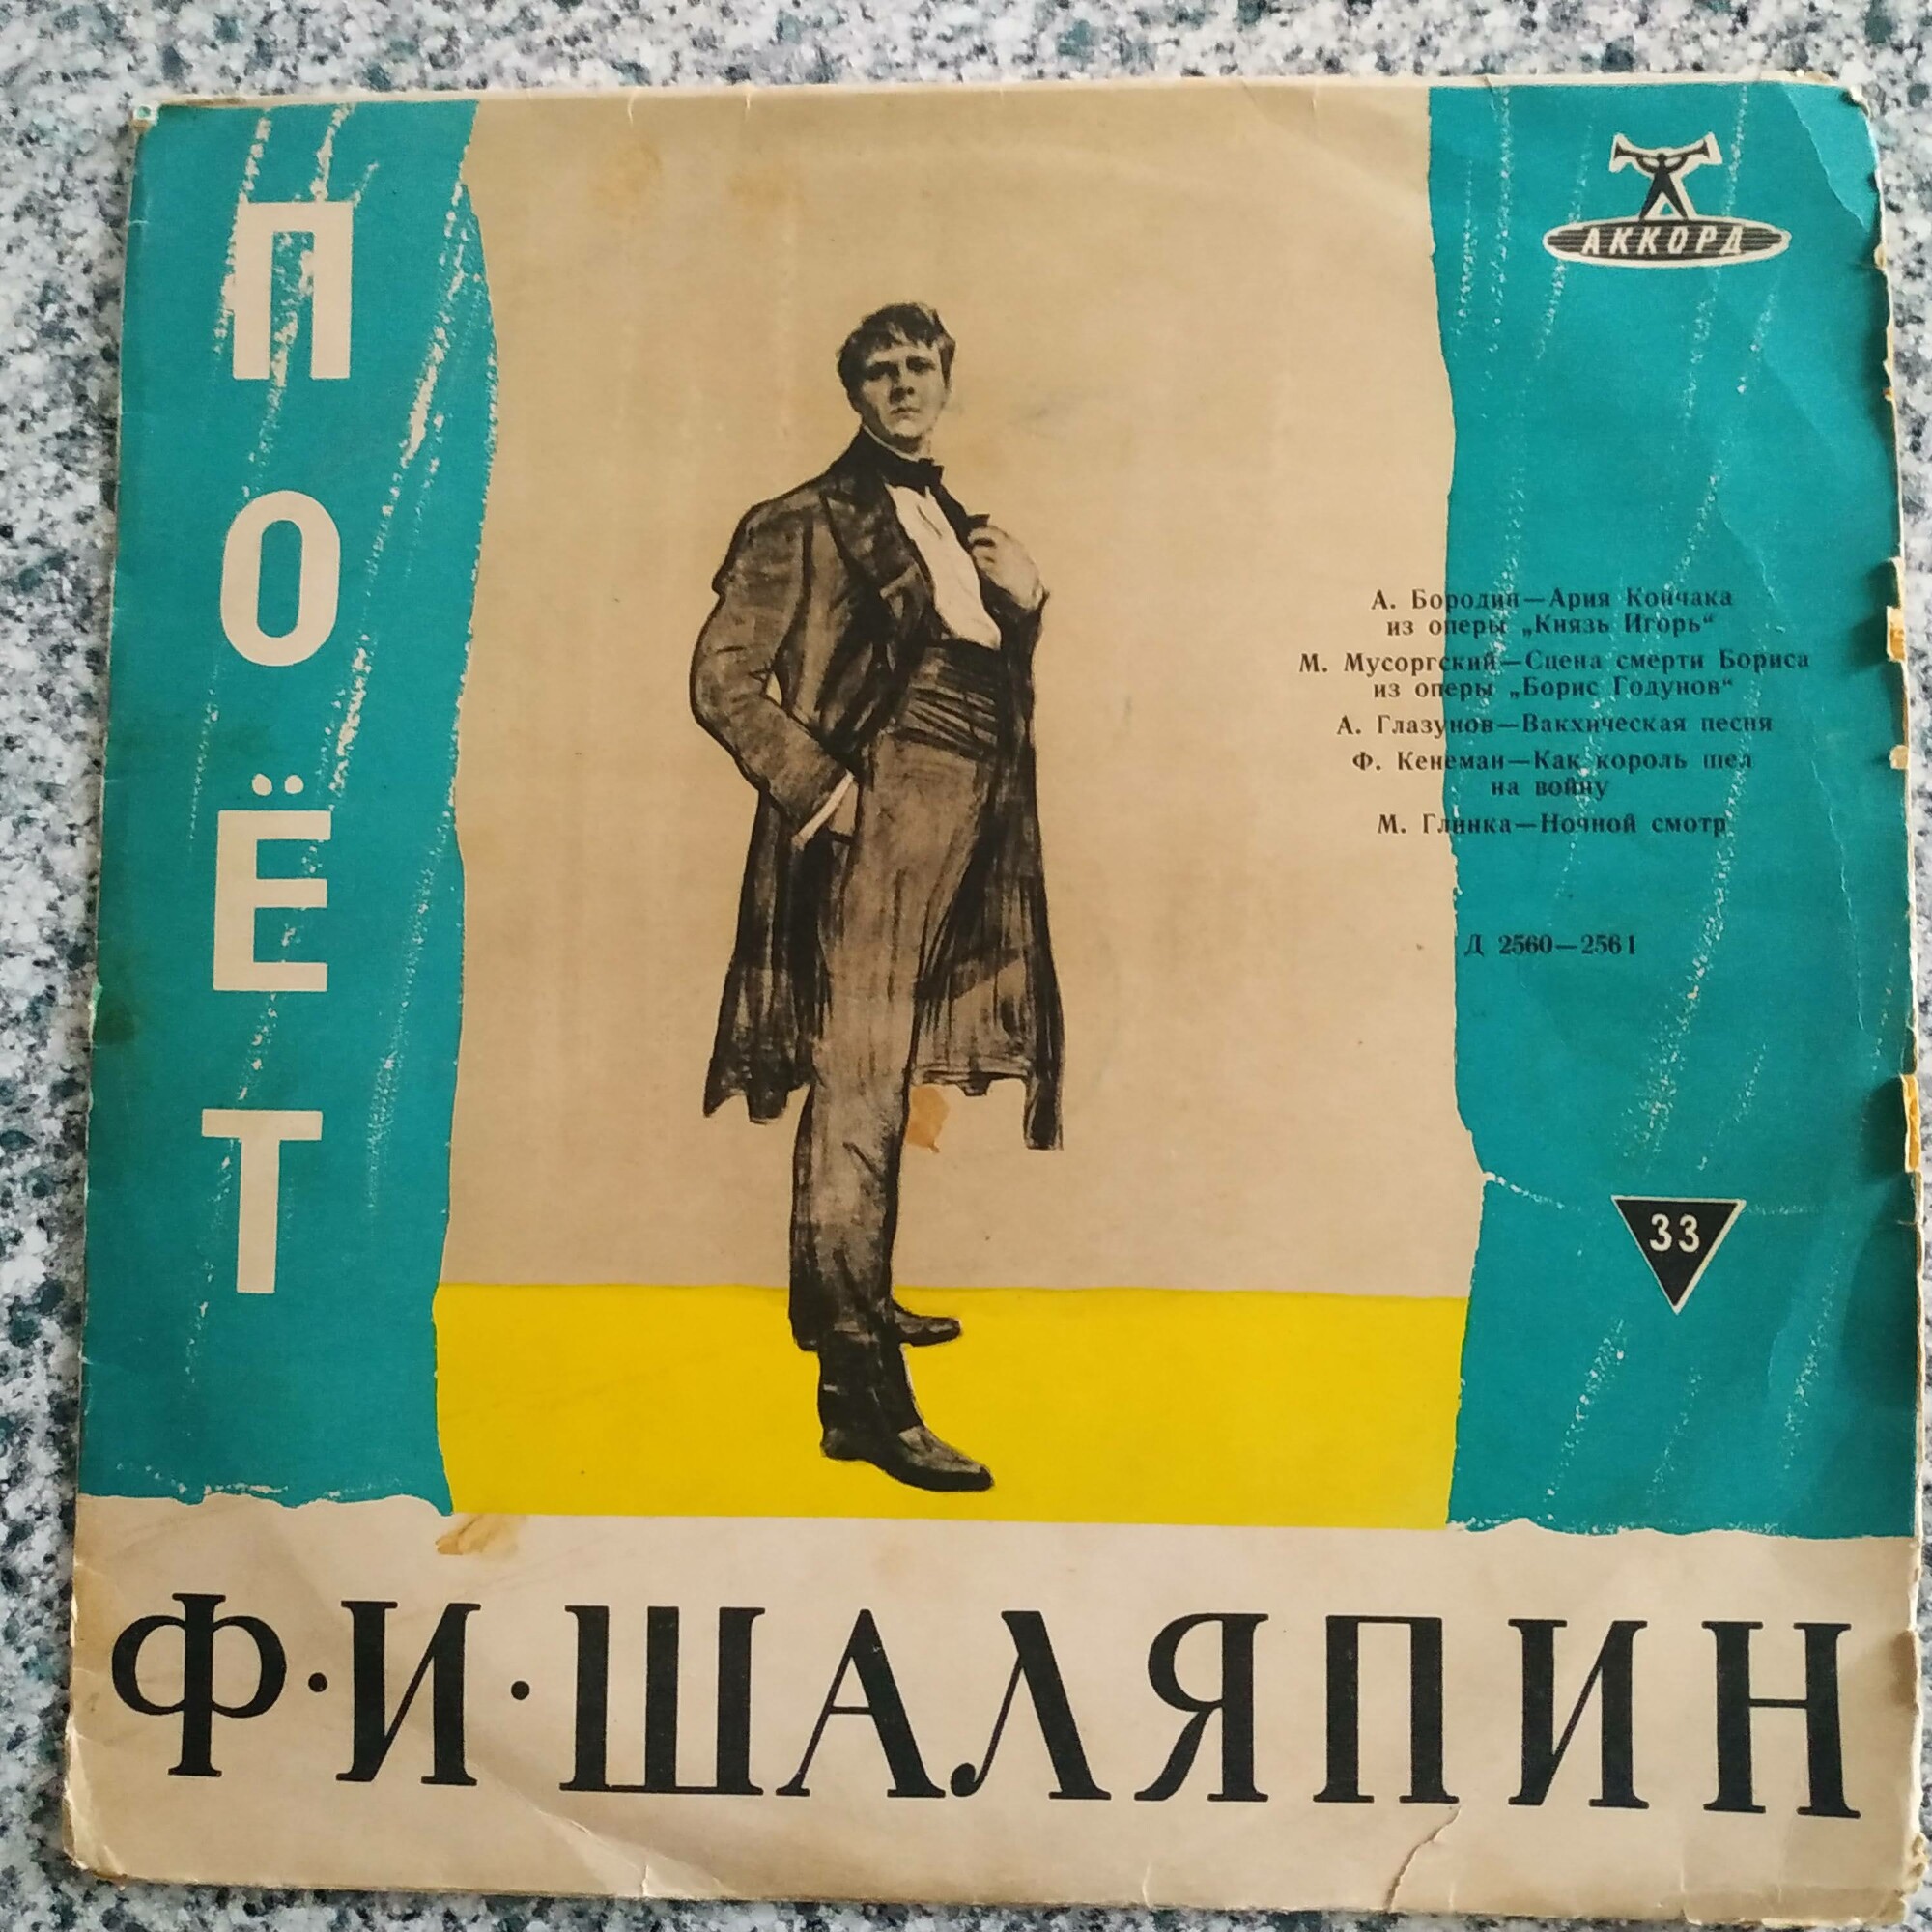 ПОЁТ
АККОРД
А. Бородин—Ария Кончака
из оперы „Князь Игорь“
М. Мусоргский—Сцена смерти Бориса
из оперы „Борис Годунов“
А. Глазунов—Вакхическая песня
Ф. Кенеман—Как король шел
на войну
М. Глинка—Ночной смотр
Д 2560—2561
33
Ф·И·ШАЛЯПИН